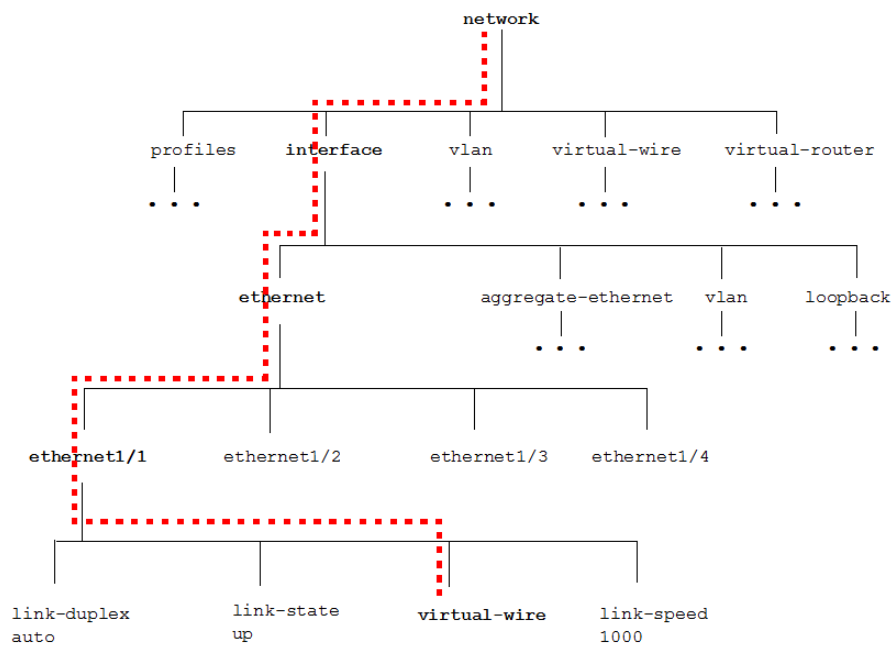 network
profiles interface vlan virtual-wire virtual-router
... ... ... ...
ethernet aggregate-ethernet vlan loopback
... ... ...
ethernet1/1 ethernet1/2 ethernet1/3 ethernet1/4
link-duplex link-state virtual-wire link-speed
auto up 1000